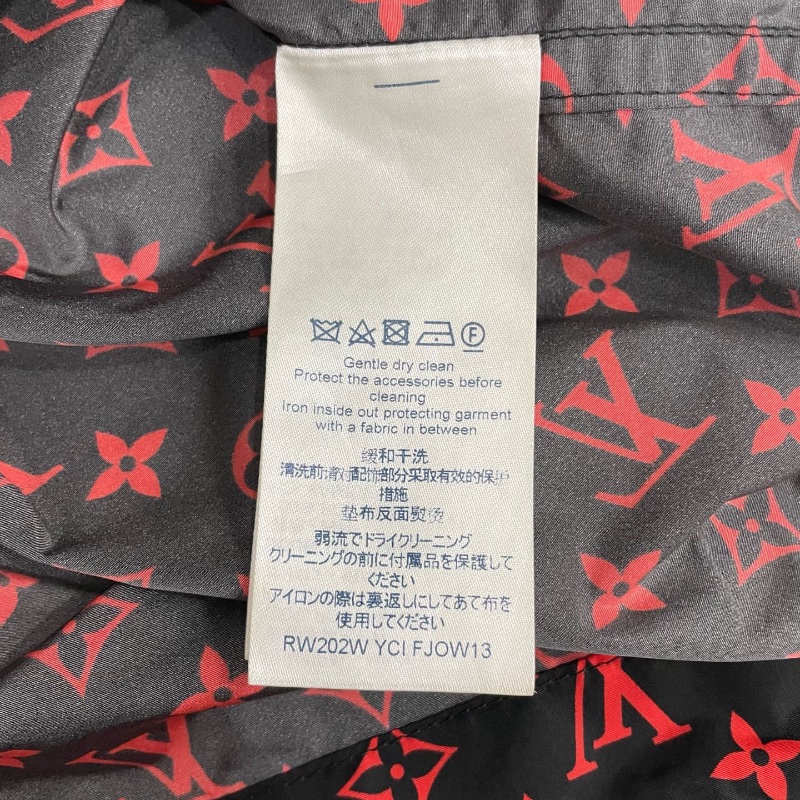 F
Gentle dry clean
Protect the accessories before
cleaning
Iron inside out protecting garment
with a fabric in between
缓和干洗
清洗前请对配饰部分采取有效的保护
措施
垫布反面熨烫
弱流でドライクリーニング
クリーニングの前に付属品を保護して
ください
アイロンの際は裏返しにしてあて布を
使用してください
RW202W YCI FJOW13